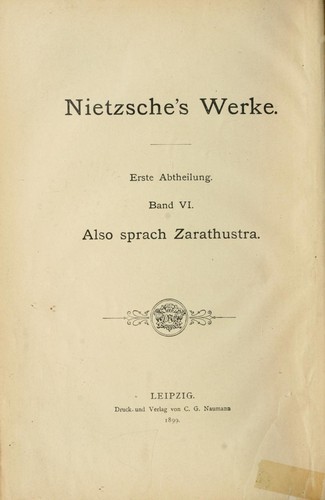 Nietzsche's Werke.
Erste Abtheilung.
Band VI.
Also sprach Zarathustra.
LEIPZIG.
Druck und Verlag von C. G. Naumann
1899.